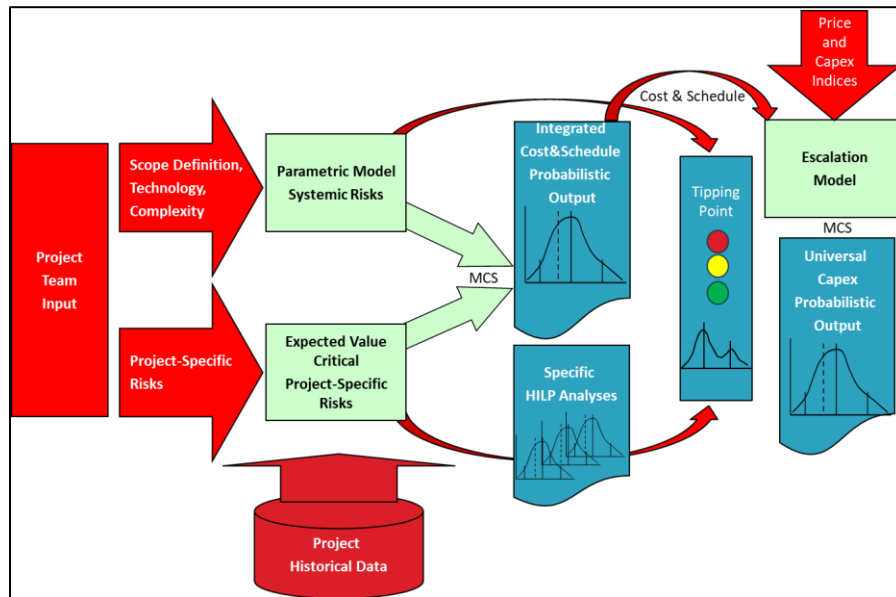 Project
Team
Input
Scope Definition,
Technology,
Complexity
Project-Specific
Risks
Parametric Model
Systemic Risks
Expected Value
Critical
Project-Specific
Risks
Project
Historical Data
MCS
Integrated
Cost&Schedule
Probabilistic
Output
Specific
HILP Analyses
Cost & Schedule
Tipping
Point
Price
and
Capex
Indices
Escalation
Model
MCS
Universal
Capex
Probabilistic
Output